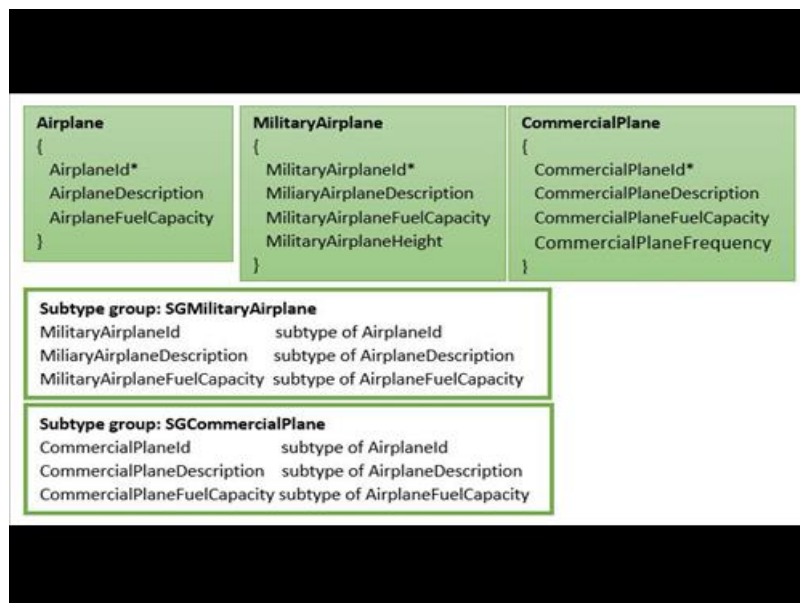 Airplane
{
AirplaneId*
AirplaneDescription
AirplaneFuelCapacity
}
MilitaryAirplane
{
MilitaryAirplaneId*
MiliaryAirplaneDescription
MilitaryAirplaneFuelCapacity
MilitaryAirplaneHeight
}
CommercialPlane
{
CommercialPlaneId*
CommercialPlaneDescription
CommercialPlaneFuelCapacity
CommercialPlaneFrequency
}
Subtype group: SGMilitaryAirplane
MilitaryAirplaneId subtype of AirplaneId
MiliaryAirplaneDescription subtype of AirplaneDescription
MilitaryAirplaneFuelCapacity subtype of AirplaneFuelCapacity
Subtype group: SGCommercialPlane
CommercialPlaneId subtype of AirplaneId
CommercialPlaneDescription subtype of AirplaneDescription
CommercialPlaneFuelCapacity subtype of AirplaneFuelCapacity